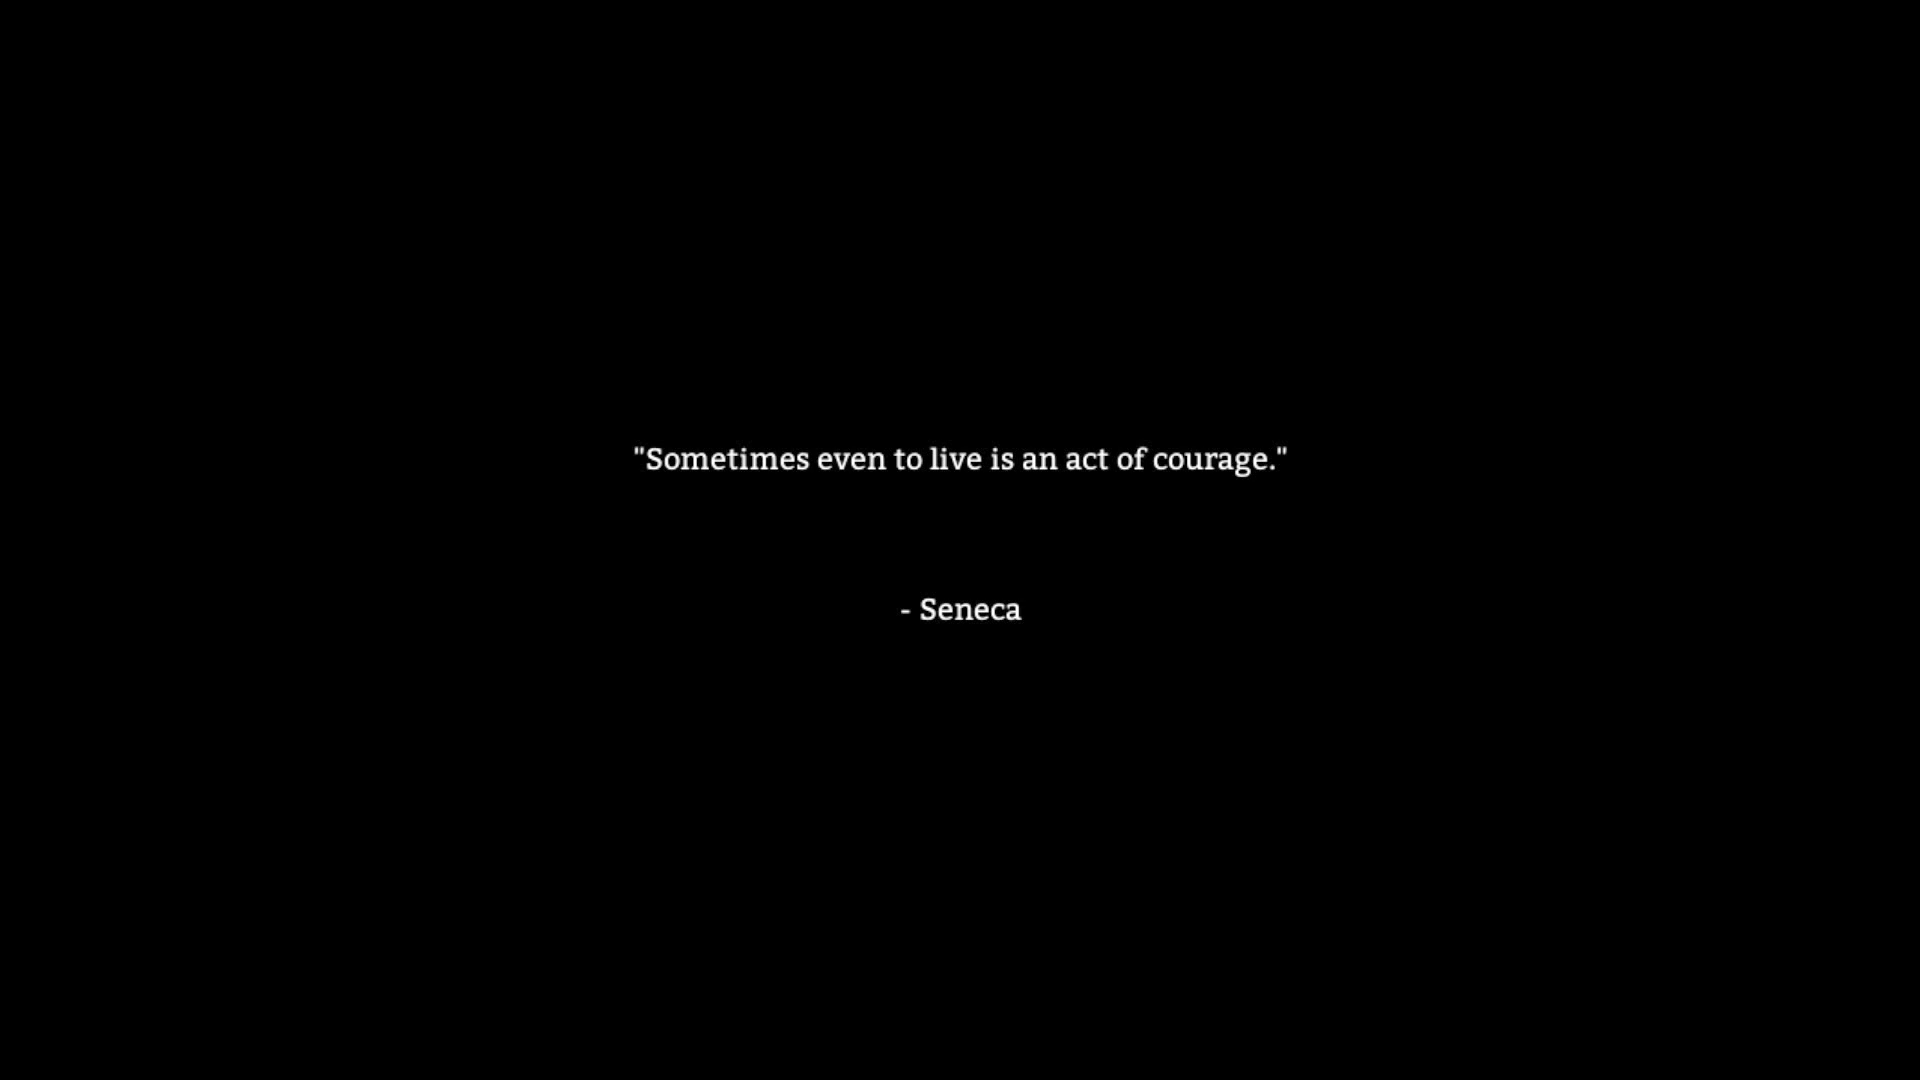 "Sometimes even to live is an act of courage."
- Seneca